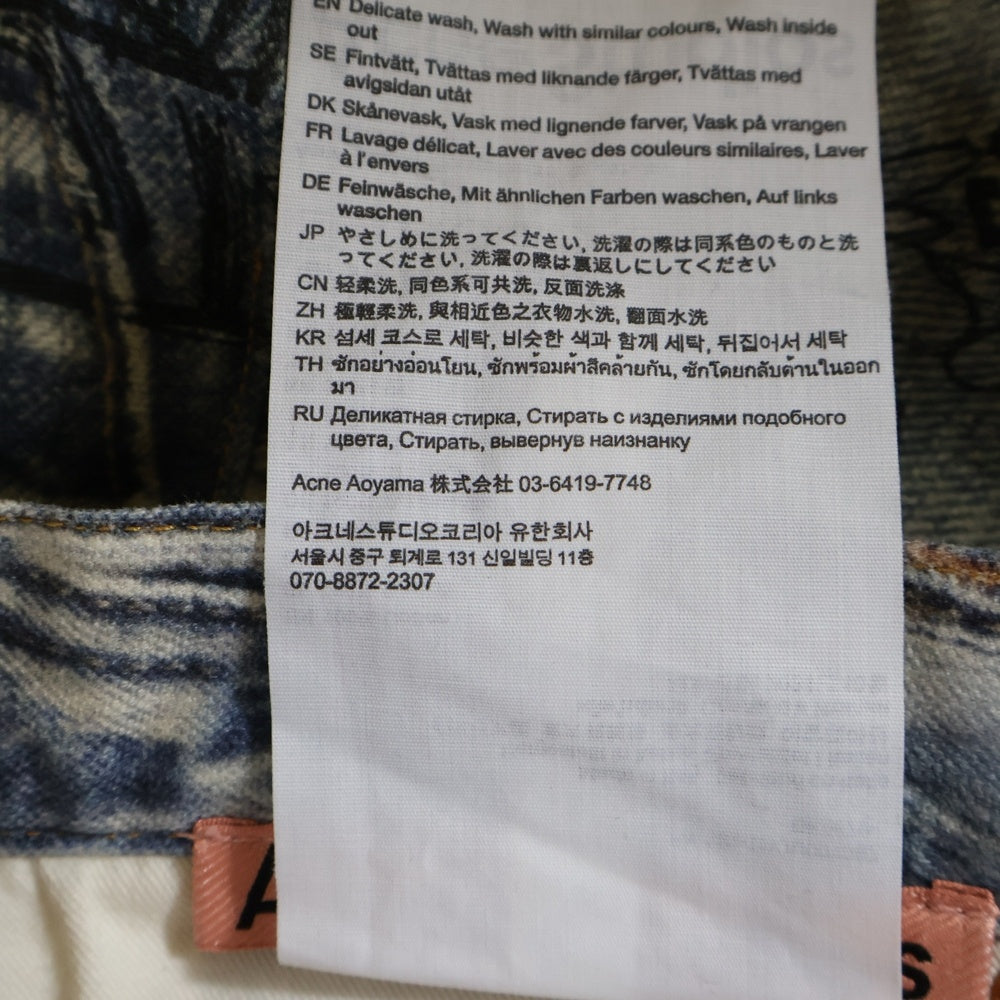 EN Delicate wash, Wash with similar colours, Wash inside
out
SE Fintvätt, Tvättas med liknande färger, Tvättas med
avigsidan utåt
DK Skånevask, Vask med lignende farver, Vask på vrangen
FR Lavage délicat, Laver avec des couleurs similaires, Laver
à l'envers
DE Feinwäsche, Mit ähnlichen Farben waschen, Auf links
waschen
JP やさしめに洗ってください, 洗濯の際は同系色のものと洗
ってください, 洗濯の際は裏返しにしてください
CN 轻柔洗, 同色系可共洗, 反面洗涤
ZH 極輕柔洗, 與相近色之衣物水洗, 翻面水洗
KR 섬세 코스로 세탁, 비슷한 색과 함께 세탁, 뒤집어서 세탁
TH ซักอย่างอ่อนโยน, ซักพร้อมผ้าสีคล้ายกัน, ซักโดยกลับด้านในออก
มา
RU Деликатная стирка, Стирать с изделиями подобного
цвета, Стирать, вывернув наизнанку
Acne Aoyama 株式会社 03-6419-7748
아크네스튜디오코리아 유한회사
서울시 중구 퇴계로 131 신일빌딩 11층
070-8872-2307
A
s